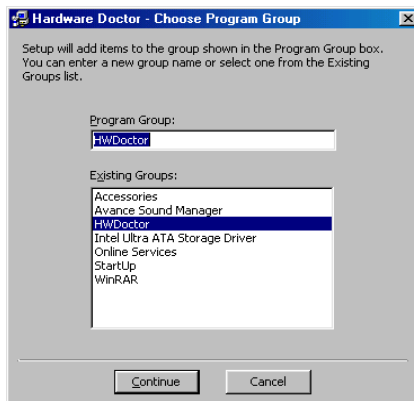 Hardware Doctor - Choose Program Group
Setup will add items to the group shown in the Program Group box.
You can enter a new group name or select one from the Existing
Groups list.
Program Group:
HWDoctor
Existing Groups:
Accessories
Avance Sound Manager
HWDoctor
Intel Ultra ATA Storage Driver
Online Services
StartUp
WinRAR
Continue
Cancel